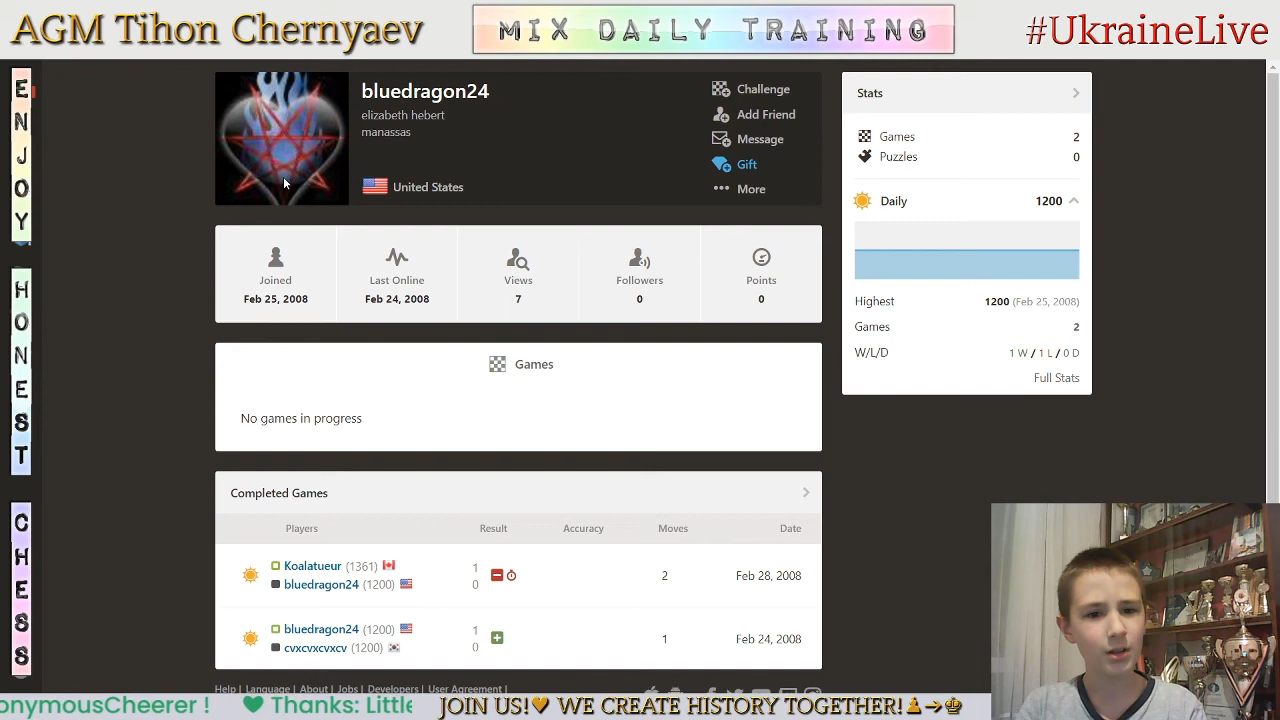 AGM Tihon Chernyaev
MIX DAILY TRAINING
#UkraineLive
ENJOY
HONEST
CHESS
bluedragon24
elizabeth hebert
manassas
United States
Challenge
Add Friend
Message
Gift
More
Joined
Feb 25, 2008
Last Online
Feb 24, 2008
Views
7
Followers
0
Points
0
Games
No games in progress
Completed Games
Players Result Accuracy Moves Date
Koalatueur (1361) 1
bluedragon24 (1200) 0
2 Feb 28, 2008
bluedragon24 (1200) 1
cvxcvxcvxcv (1200) 0
1 Feb 24, 2008
Help | Language | About | Jobs | Developers | User Agreement |
Stats
Games 2
Puzzles 0
Daily 1200
Highest 1200 (Feb 25, 2008)
Games 2
W/L/D 1 W / 1 L / 0 D
Full Stats
onymousCheerer ! Thanks: Little
JOIN US! WE CREATE HISTORY TOGETHER!